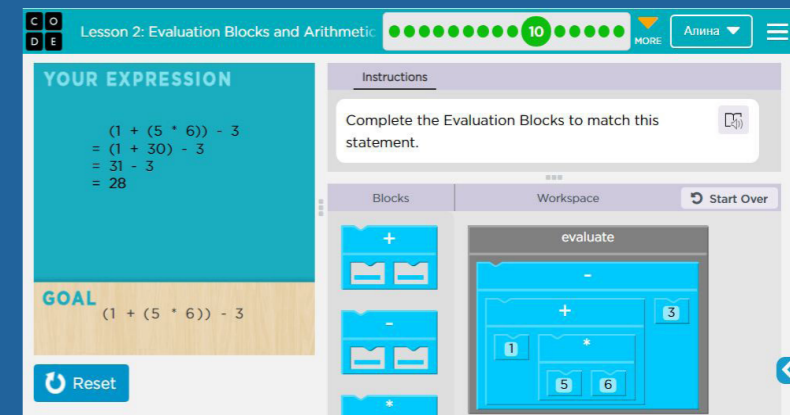 C O
D E
Lesson 2: Evaluation Blocks and Arithmetic
10
MORE
Алина
YOUR EXPRESSION
(1 + (5 * 6)) - 3
= (1 + 30) - 3
= 31 - 3
= 28
GOAL
(1 + (5 * 6)) - 3
Reset
Instructions
Complete the Evaluation Blocks to match this
statement.
Blocks
Workspace
Start Over
+
-
*
evaluate
-
+
3
1
*
5 6